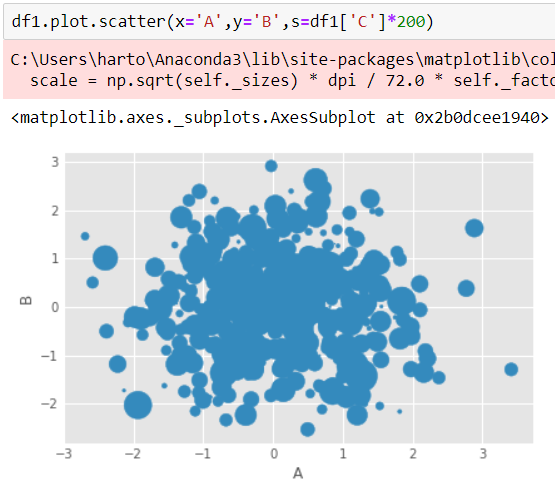 df1.plot.scatter(x='A',y='B',s=df1['C']*200)
C:\Users\harto\Anaconda3\lib\site-packages\matplotlib\col
scale = np.sqrt(self._sizes) * dpi / 72.0 * self._facto
<matplotlib.axes._subplots.AxesSubplot at 0x2b0dcee1940>
3
2
1
0
−1
−2
B
−3 −2 −1 0 1 2 3
A